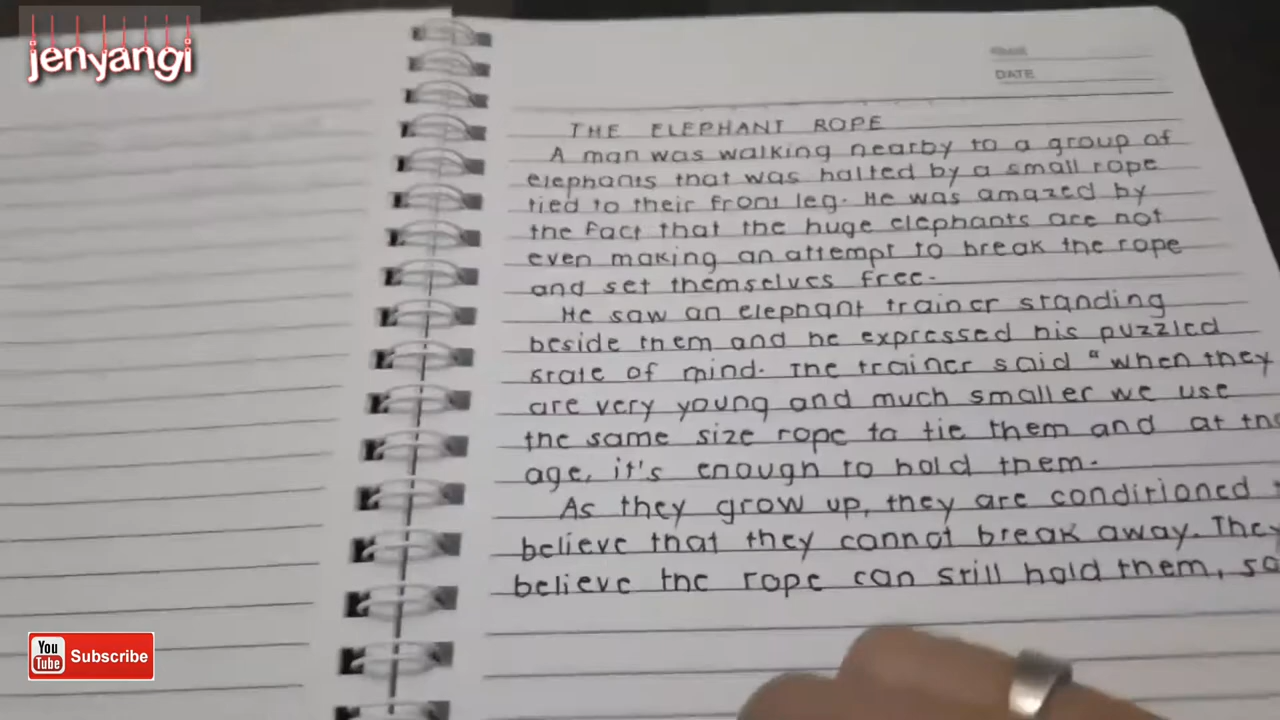 jenyangi
DATE
THE ELEPHANT ROPE
A man was walking nearby to a group of
elephants that was halted by a small rope
tied to their front leg. He was amazed by
the fact that the huge elephants are not
even making an attempt to break the rope
and set themselves free.
He saw an elephant trainer standing
beside them and he expressed his puzzled
state of mind. The trainer said "when they
are very young and much smaller we use
the same size rope to tie them and at
age, it's enough to hold them.
As they grow up, they are conditioned
believe that they cannot break away. They
believe the rope can still hold them, so
You
Tube Subscribe